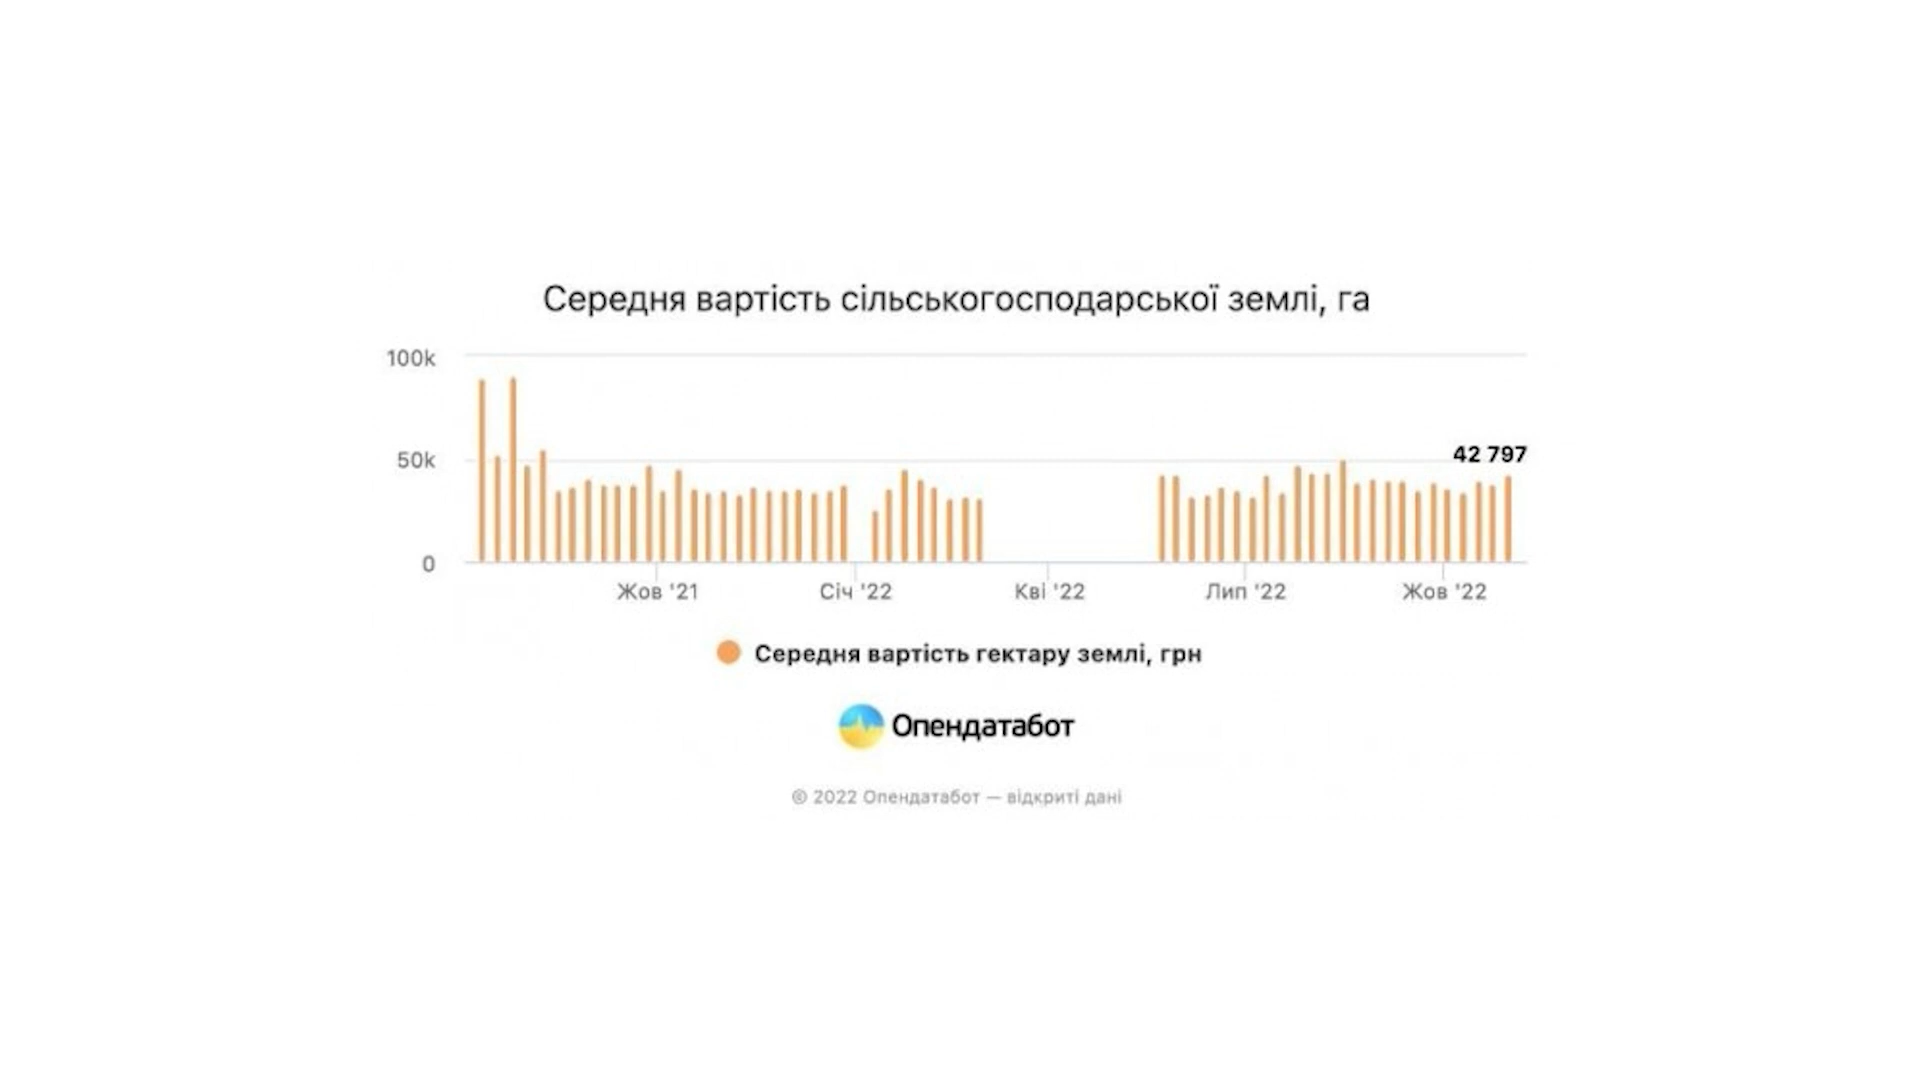 Середня вартість сільськогосподарської землі, га
100k
50k
0
42 797
Жов '21
Січ '22
Кві '22
Лип '22
Жов '22
Середня вартість гектару землі, грн
Опендатабот
© 2022 Опендатабот — відкриті дані